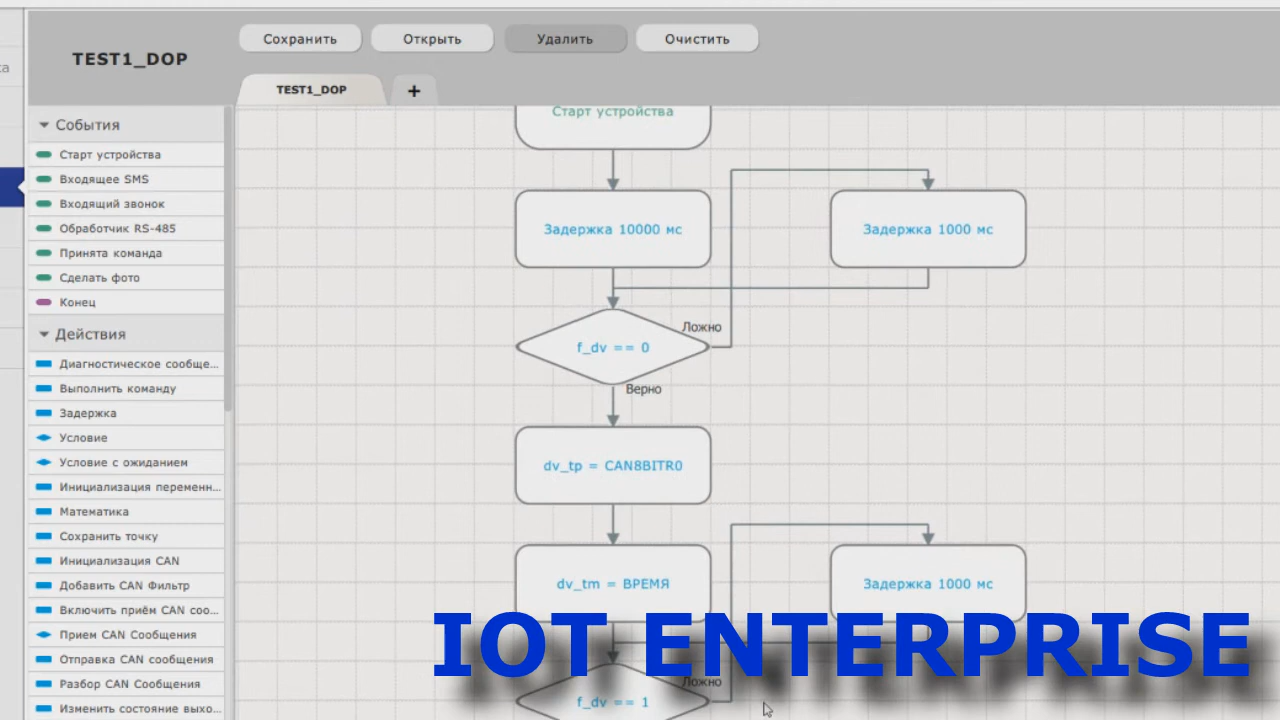 ка
TEST1_DOP
Сохранить
Открыть
Удалить
Очистить
TEST1_DOP
+
События
Старт устройства
Входящее SMS
Входящий звонок
Обработчик RS-485
Принята команда
Сделать фото
Конец
Действия
Диагностическое сообще...
Выполнить команду
Задержка
Условие
Условие с ожиданием
Инициализация переменн...
Математика
Сохранить точку
Инициализация CAN
Добавить CAN Фильтр
Включить приём CAN соо...
Прием CAN Сообщения
Отправка CAN сообщения
Разбор CAN Сообщения
Изменить состояние выхо...
Старт устройства
Задержка 10000 мс
Задержка 1000 мс
Ложно
f_dv == 0
Верно
dv_tp = CAN8BITR0
dv_tm = ВРЕМЯ
Задержка 1000 мс
Ложно
f_dv == 1
IOT ENTERPRISE